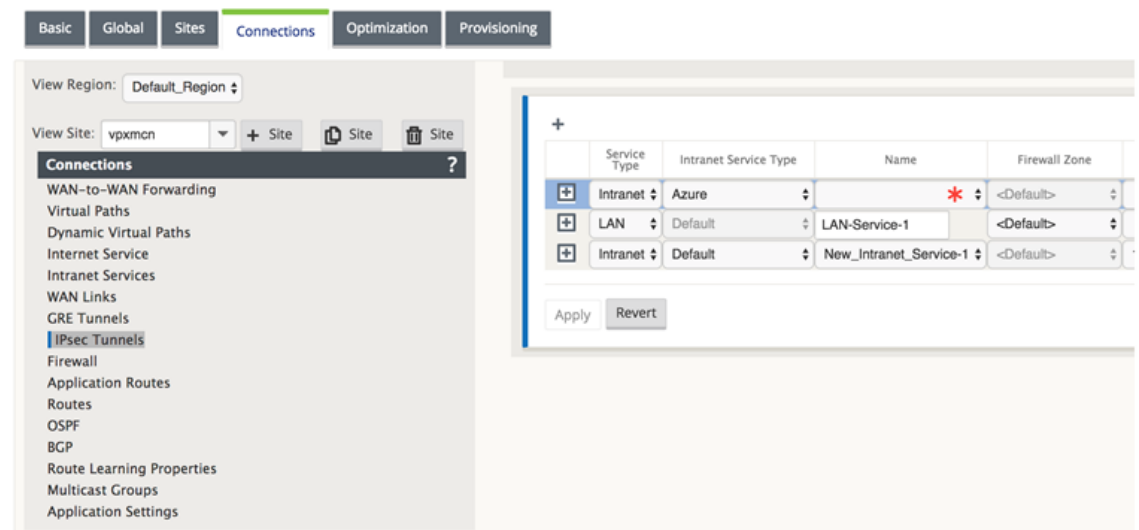 Basic Global Sites Connections Optimization Provisioning
View Region: Default_Region
View Site: vpxmcn + Site Site Site
Connections ?
WAN-to-WAN Forwarding
Virtual Paths
Dynamic Virtual Paths
Internet Service
Intranet Services
WAN Links
GRE Tunnels
IPsec Tunnels
Firewall
Application Routes
Routes
OSPF
BGP
Route Learning Properties
Multicast Groups
Application Settings
+
Service Type Intranet Service Type Name Firewall Zone
Intranet Azure * <Default>
LAN Default LAN-Service-1 <Default>
Intranet Default New_Intranet_Service-1 <Default>
Apply Revert